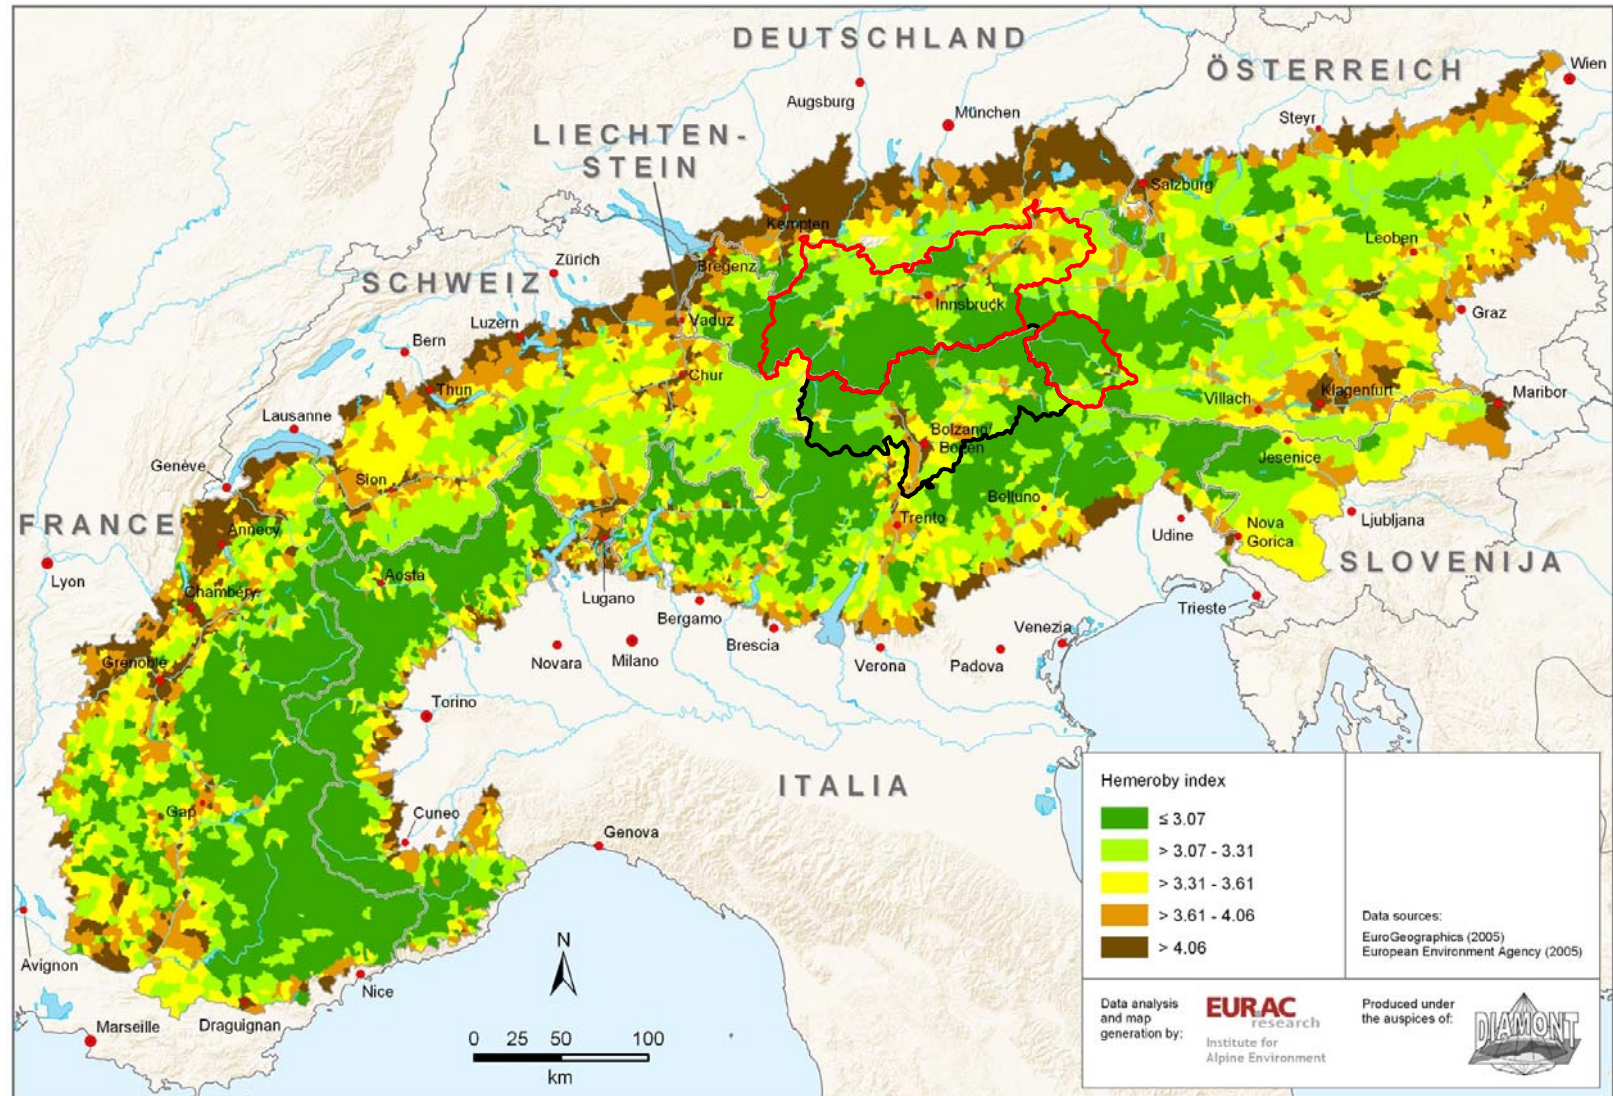 DEUTSCHLAND
ÖSTERREICH
Wien
Augsburg
München
Steyr
LIECHTEN-
STEIN
Salzburg
Kempten
Leoben
Bregenz
Zürich
SCHWEIZ
Innsbruck
Graz
Vaduz
Luzern
Bern
Chur
Thun
Klagenfurt
Maribor
Villach
Lausanne
Bolzano/
Bozen
Jesenice
Genève
Sion
Belluno
FRANCE
Annecy
Trento
Udine
Nova
Gorica
Ljubljana
SLOVENIJA
Lyon
Aosta
Chambéry
Lugano
Trieste
Bergamo
Venezia
Brescia
Novara
Milano
Verona
Padova
Grenoble
Torino
ITALIA
Gap
Cuneo
Genova
Avignon
Nice
Marseille
Draguignan
N
0 25 50 100
km
Hemeroby index
≤ 3.07
> 3.07 - 3.31
> 3.31 - 3.61
> 3.61 - 4.06
> 4.06
Data sources:
EuroGeographics (2005)
European Environment Agency (2005)
Data analysis
and map
generation by:
EURAC
research
Institute for
Alpine Environment
Produced under
the auspices of:
DIAMONT